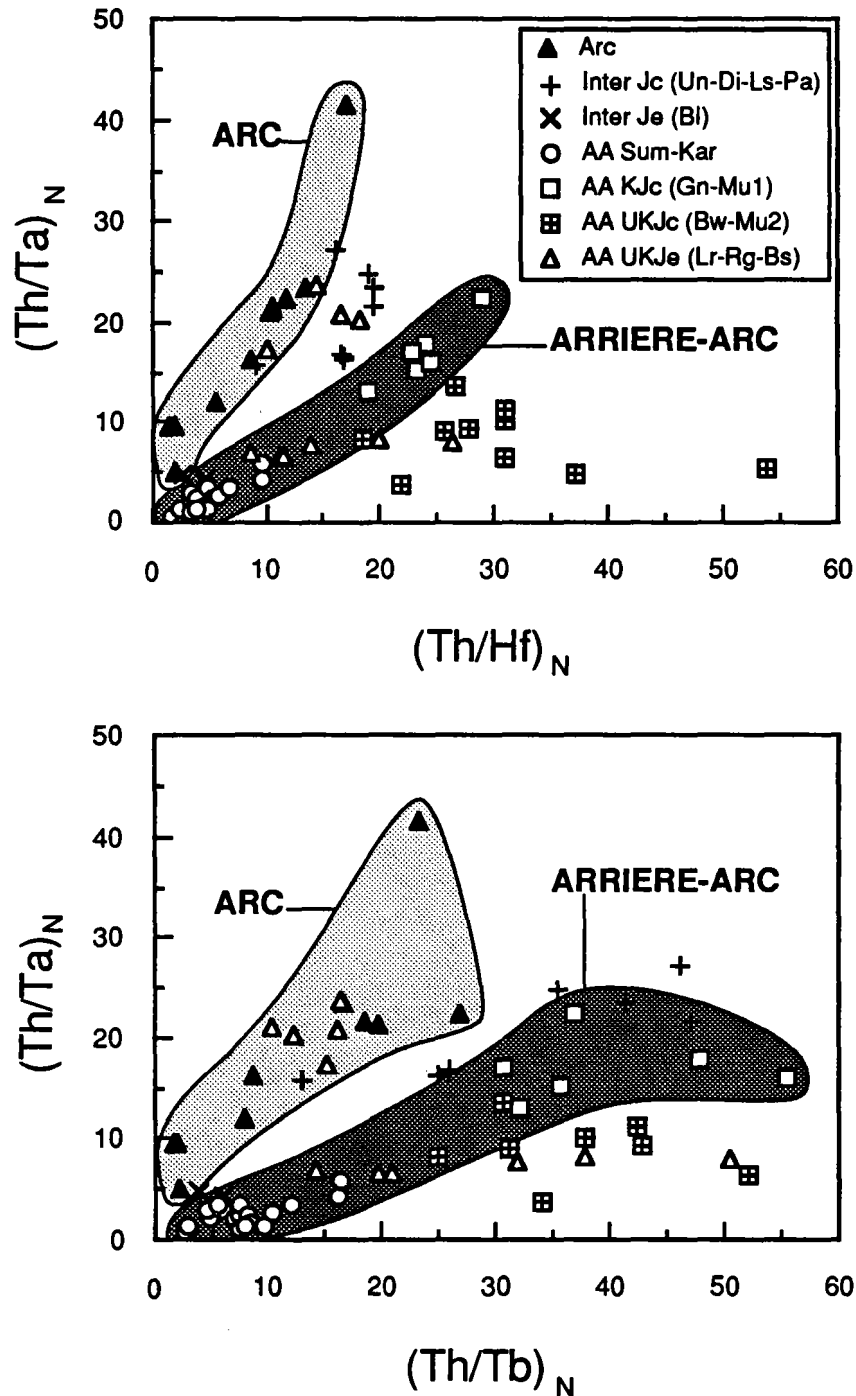 50
40
30
20
10
0
(Th/Ta)N
ARC
ARRIERE-ARC
Arc
Inter Jc (Un-Di-Ls-Pa)
Inter Je (Bl)
AA Sum-Kar
AA KJc (Gn-Mu1)
AA UKJc (Bw-Mu2)
AA UKJe (Lr-Rg-Bs)
0 10 20 30 40 50 60
(Th/Hf)N
50
40
30
20
10
0
(Th/Ta)N
ARC
ARRIERE-ARC
0 10 20 30 40 50 60
(Th/Tb)N